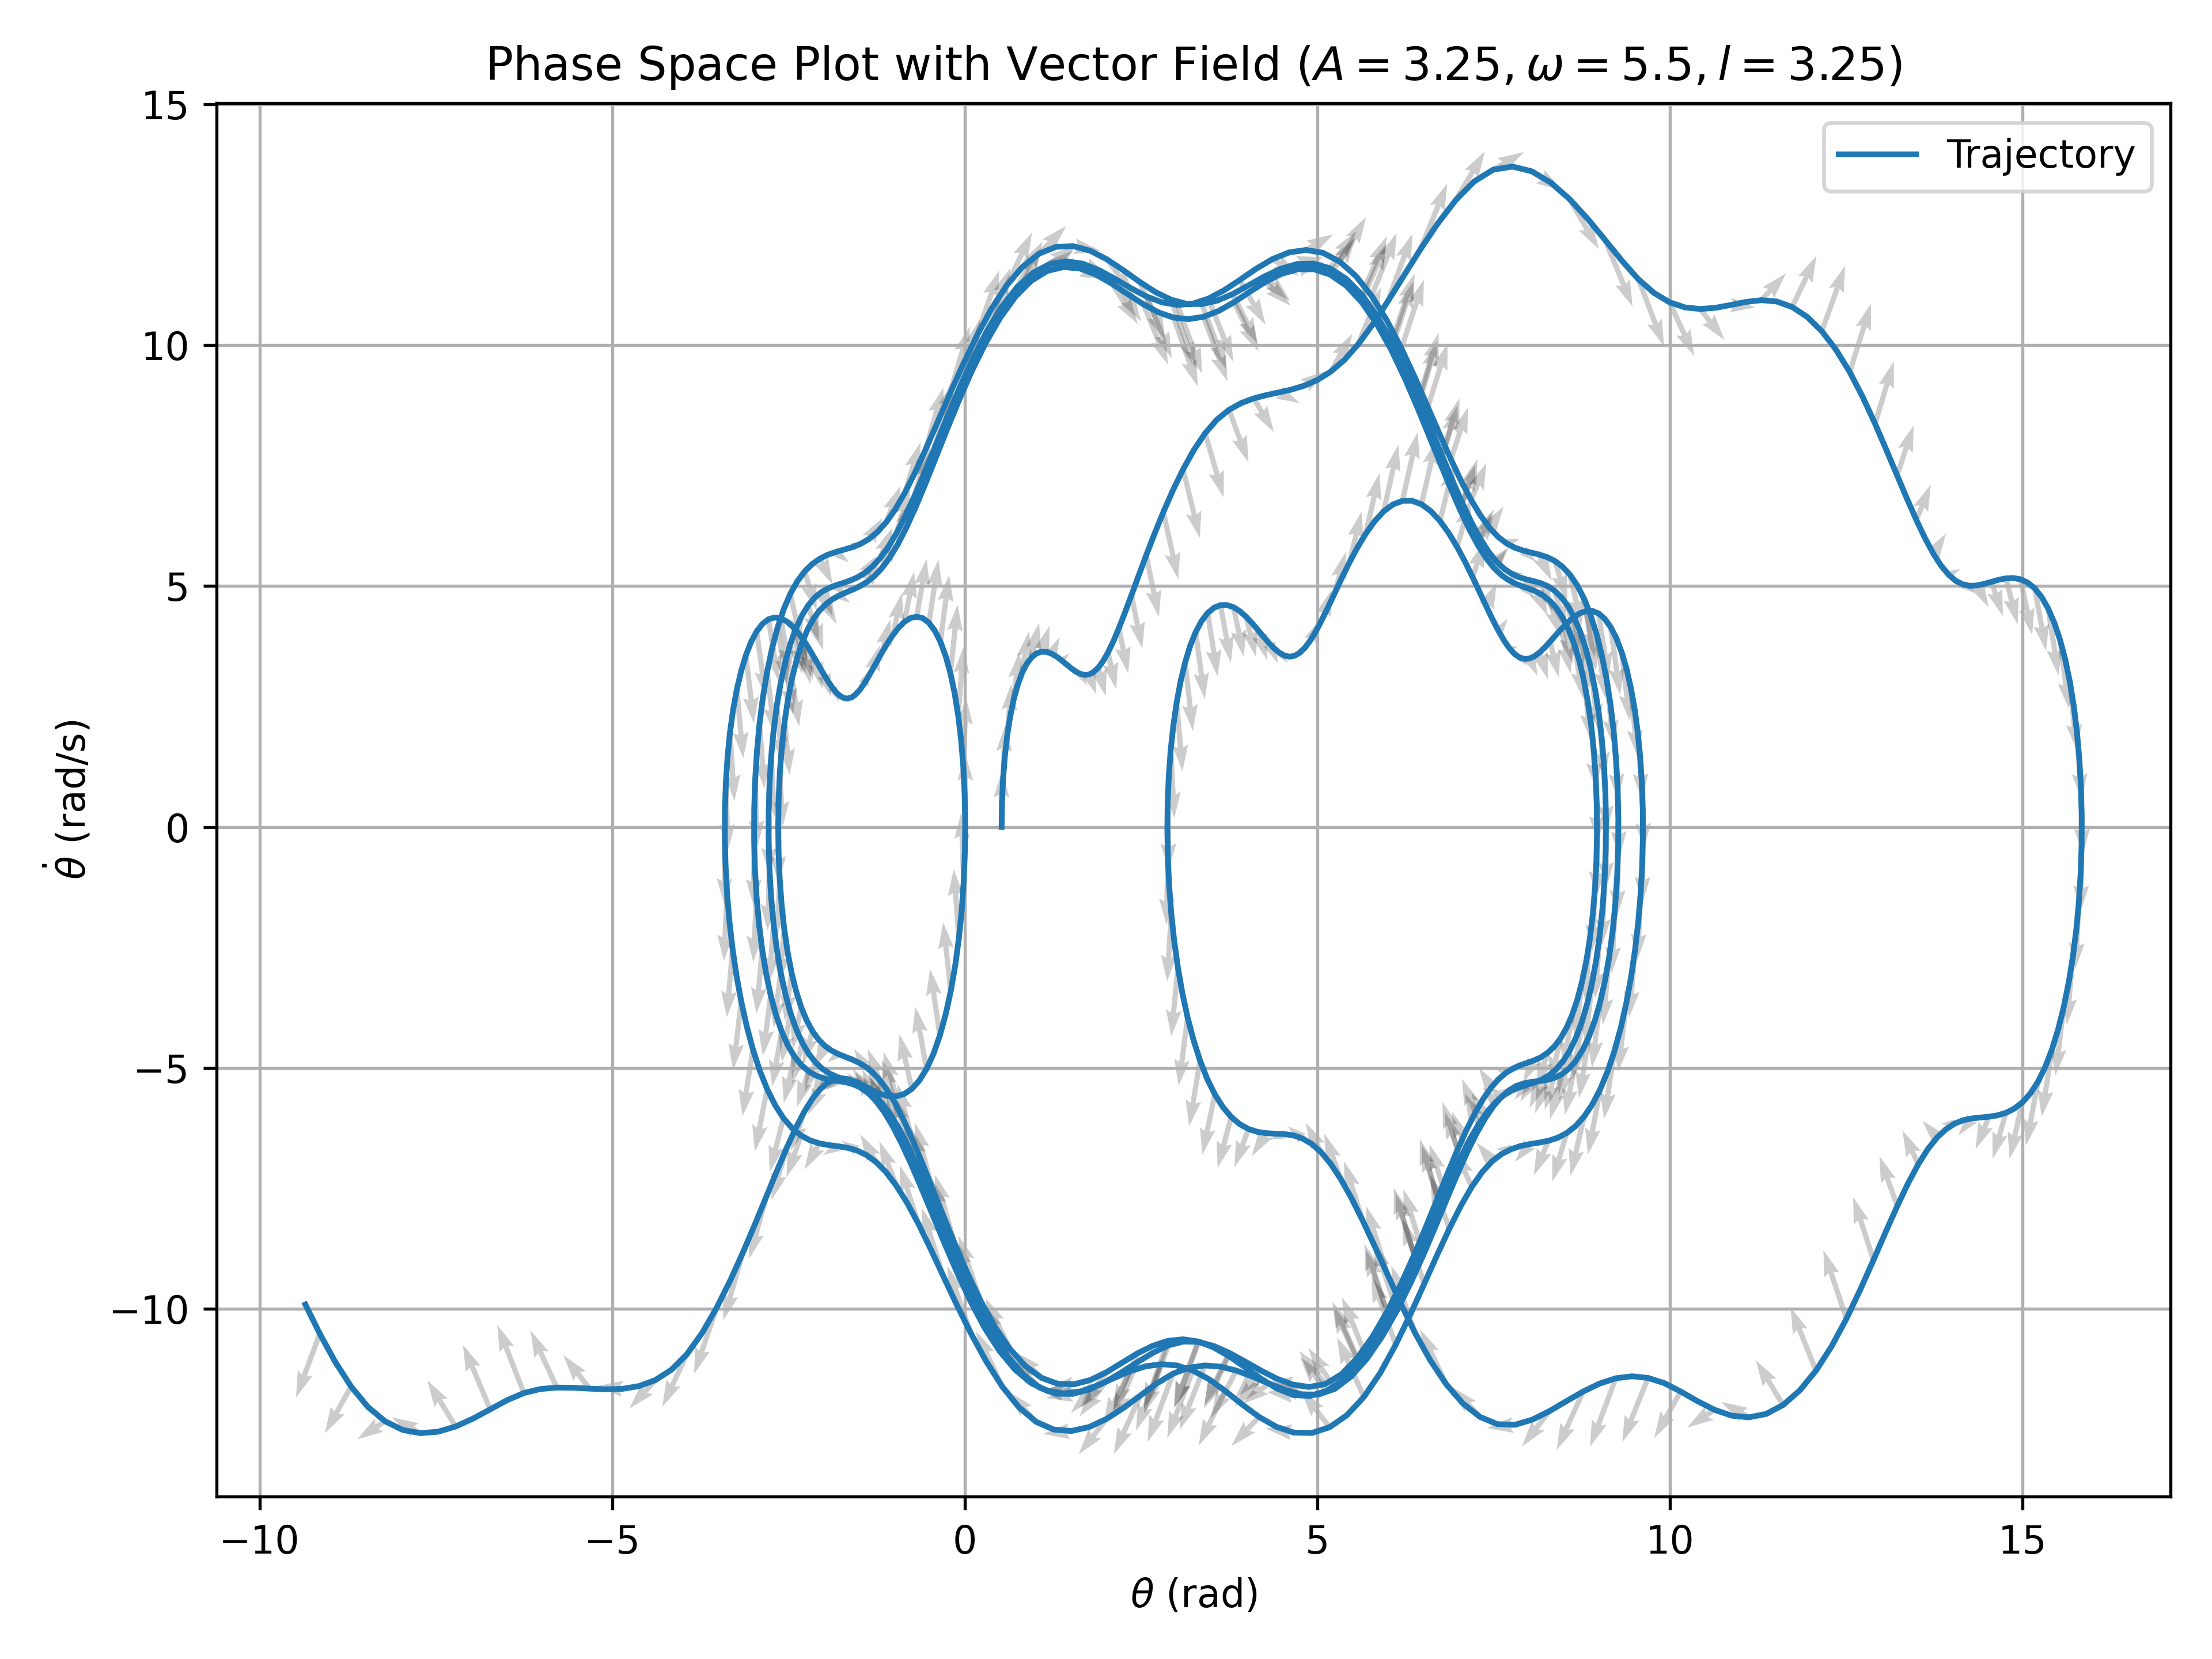 Phase Space Plot with Vector Field (A = 3.25, ω = 5.5, l = 3.25)
Trajectory
15
10
5
0
−5
−10
θ̇ (rad/s)
−10 −5 0 5 10 15
θ (rad)